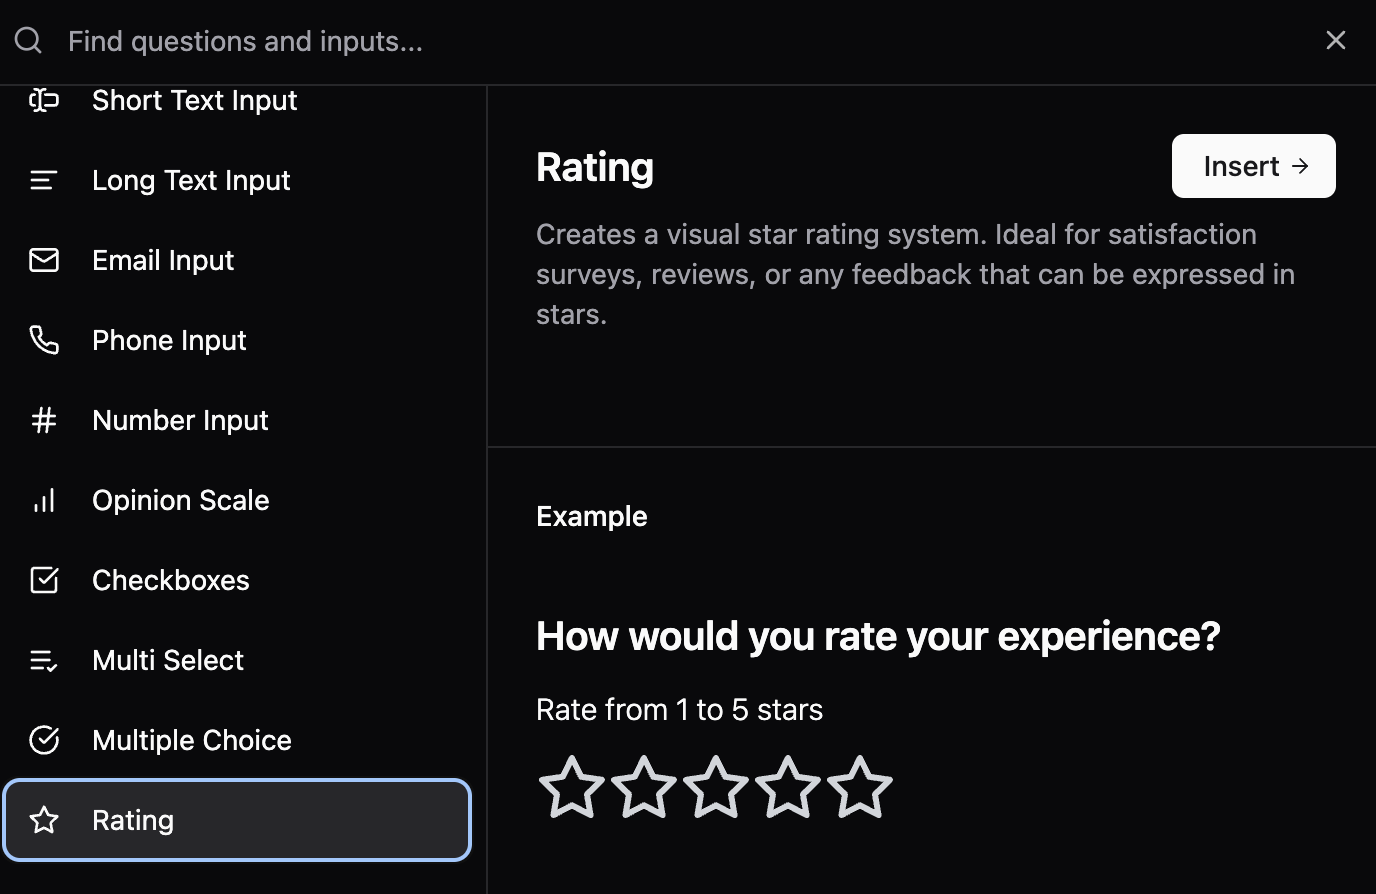 Find questions and inputs...
Short Text Input
Long Text Input
Email Input
Phone Input
Number Input
Opinion Scale
Checkboxes
Multi Select
Multiple Choice
Rating
Rating
Insert →
Creates a visual star rating system. Ideal for satisfaction
surveys, reviews, or any feedback that can be expressed in
stars.
Example
How would you rate your experience?
Rate from 1 to 5 stars